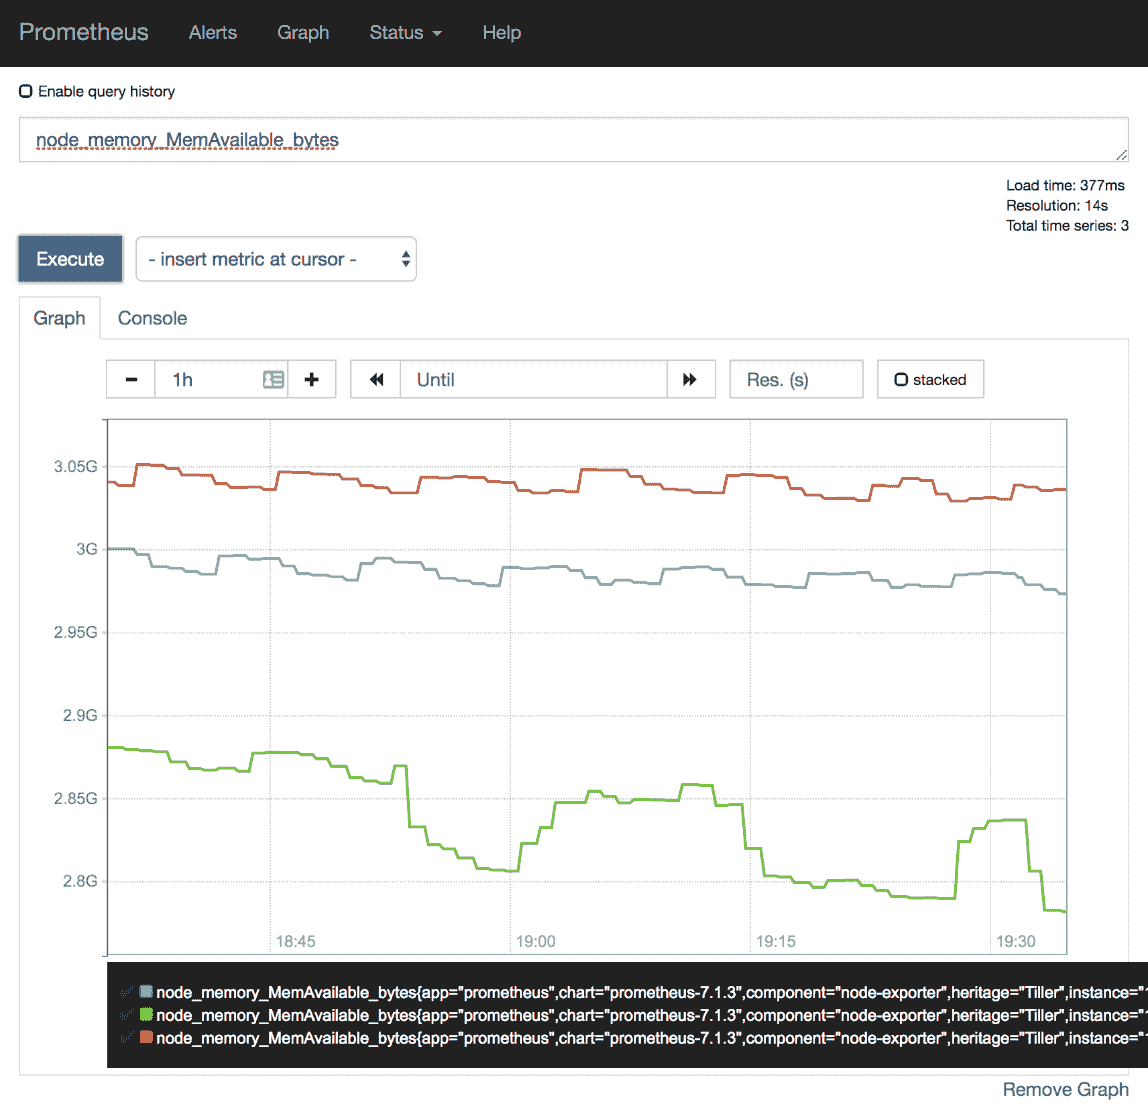 Prometheus Alerts Graph Status Help
Enable query history
node_memory_MemAvailable_bytes
Load time: 377ms
Resolution: 14s
Total time series: 3
Execute - insert metric at cursor -
Graph Console
1h Until Res. (s) stacked
3.05G
3G
2.95G
2.9G
2.85G
2.8G
18:45 19:00 19:15 19:30
node_memory_MemAvailable_bytes{app="prometheus",chart="prometheus-7.1.3",component="node-exporter",heritage="Tiller",instance="1
node_memory_MemAvailable_bytes{app="prometheus",chart="prometheus-7.1.3",component="node-exporter",heritage="Tiller",instance="1
node_memory_MemAvailable_bytes{app="prometheus",chart="prometheus-7.1.3",component="node-exporter",heritage="Tiller",instance="1
Remove Graph